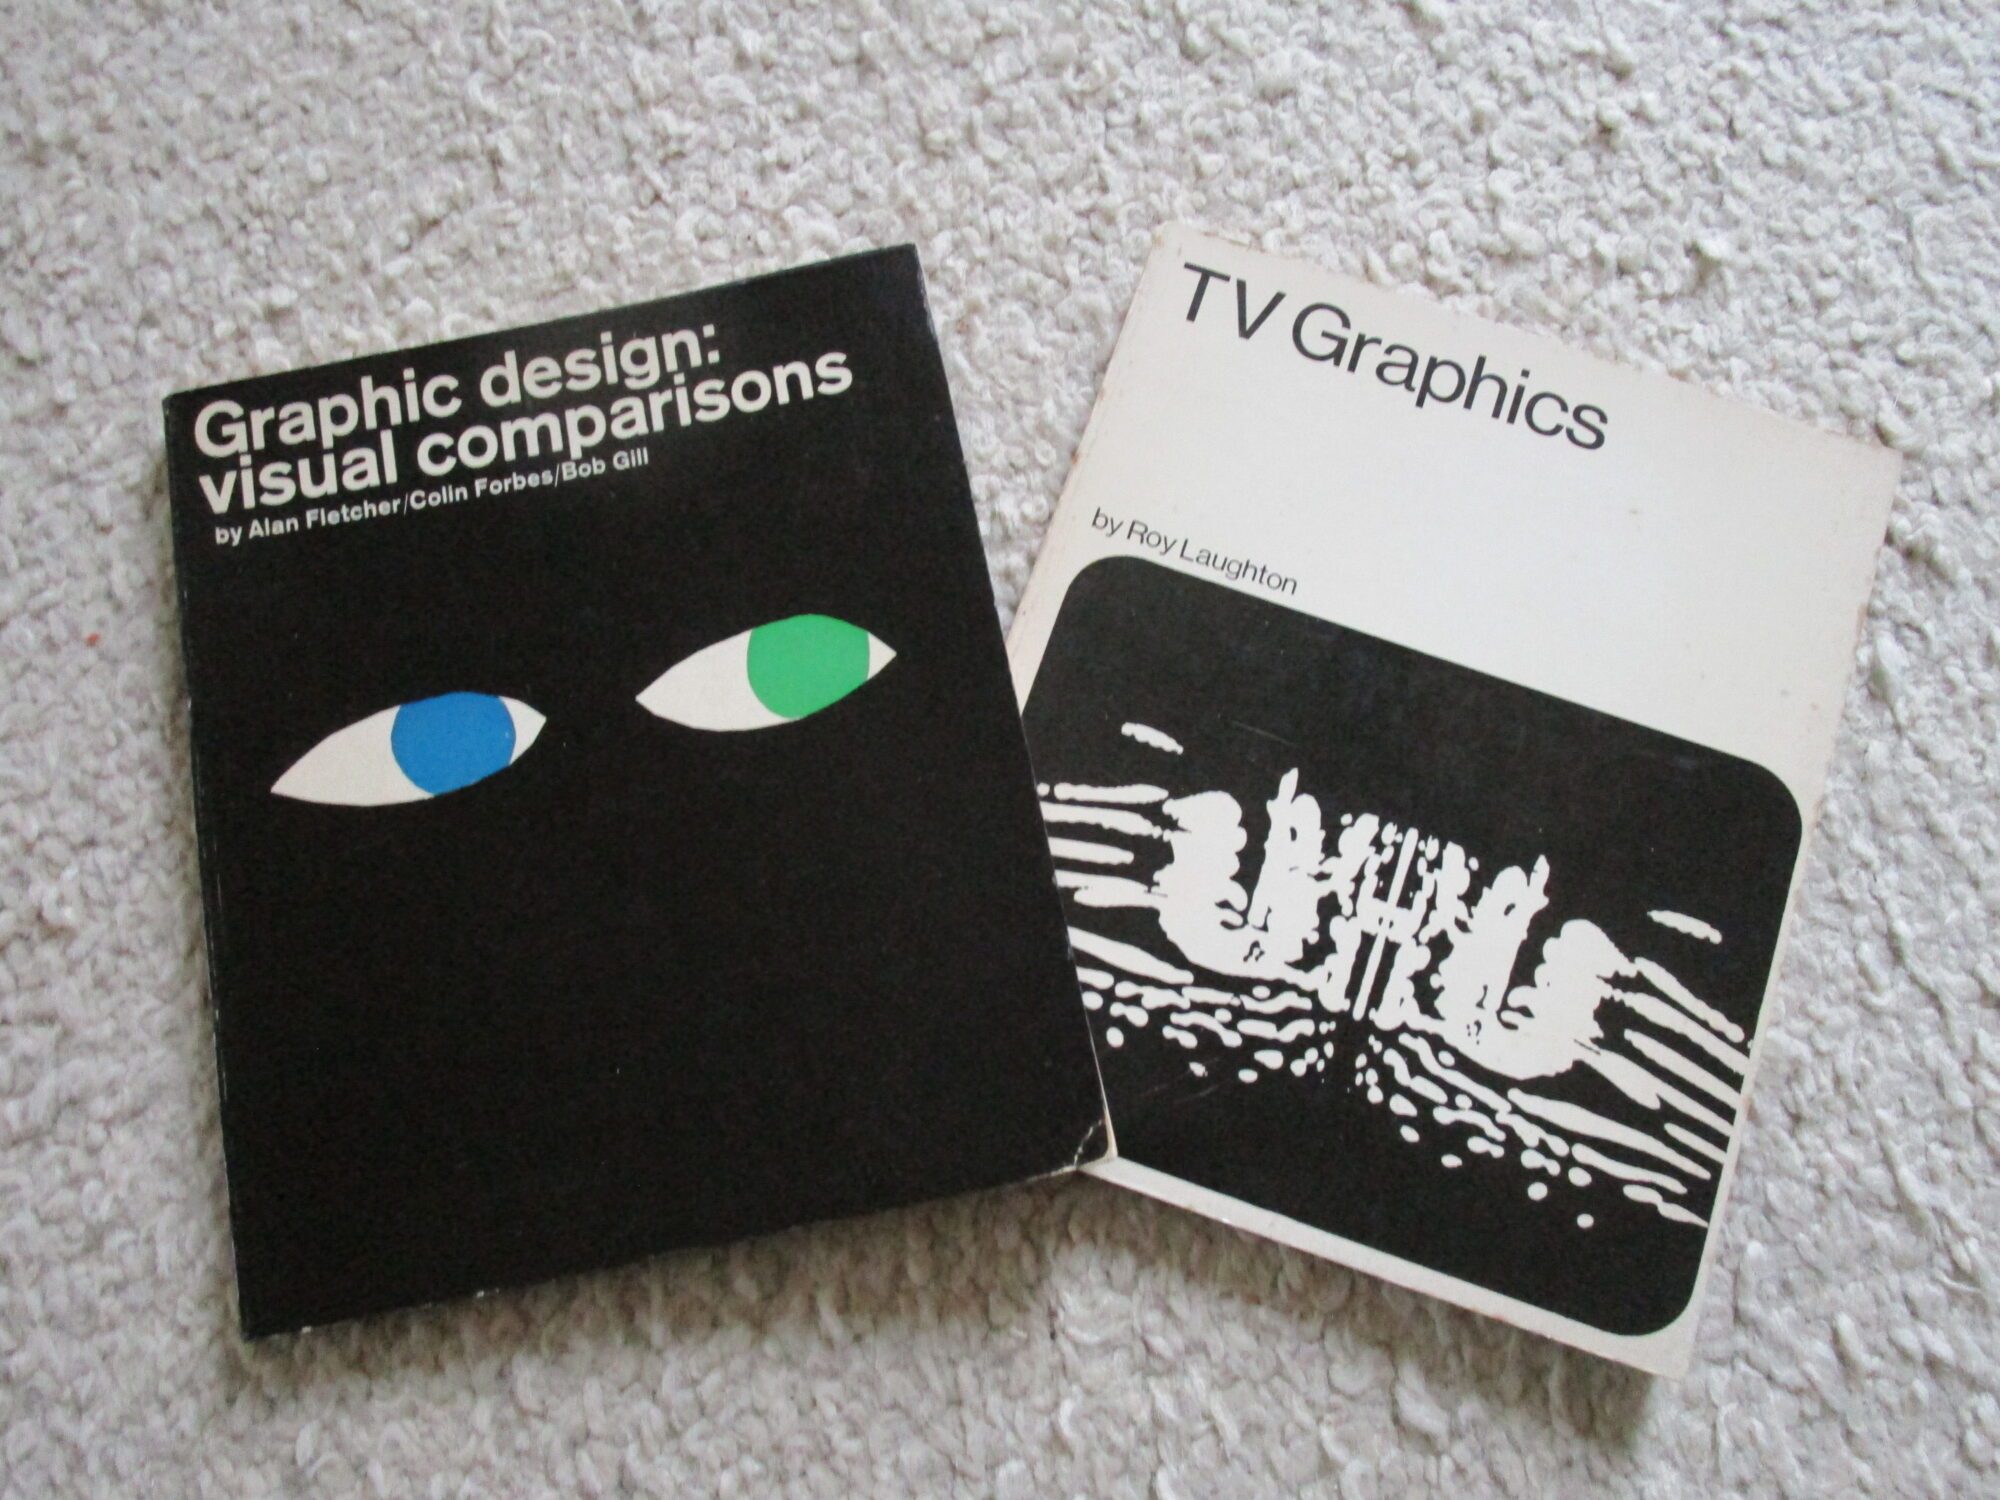 Graphic design:
visual comparisons
by Alan Fletcher/Colin Forbes/Bob Gill
TV Graphics
by Roy Laughton